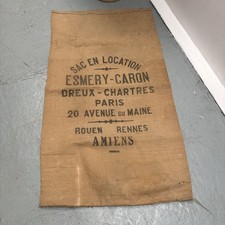 SAC EN LOCATION
ESMERY-CARON
DREUX-CHARTRES
PARIS
20 AVENUE DU MAINE
ROUEN RENNES
AMIENS